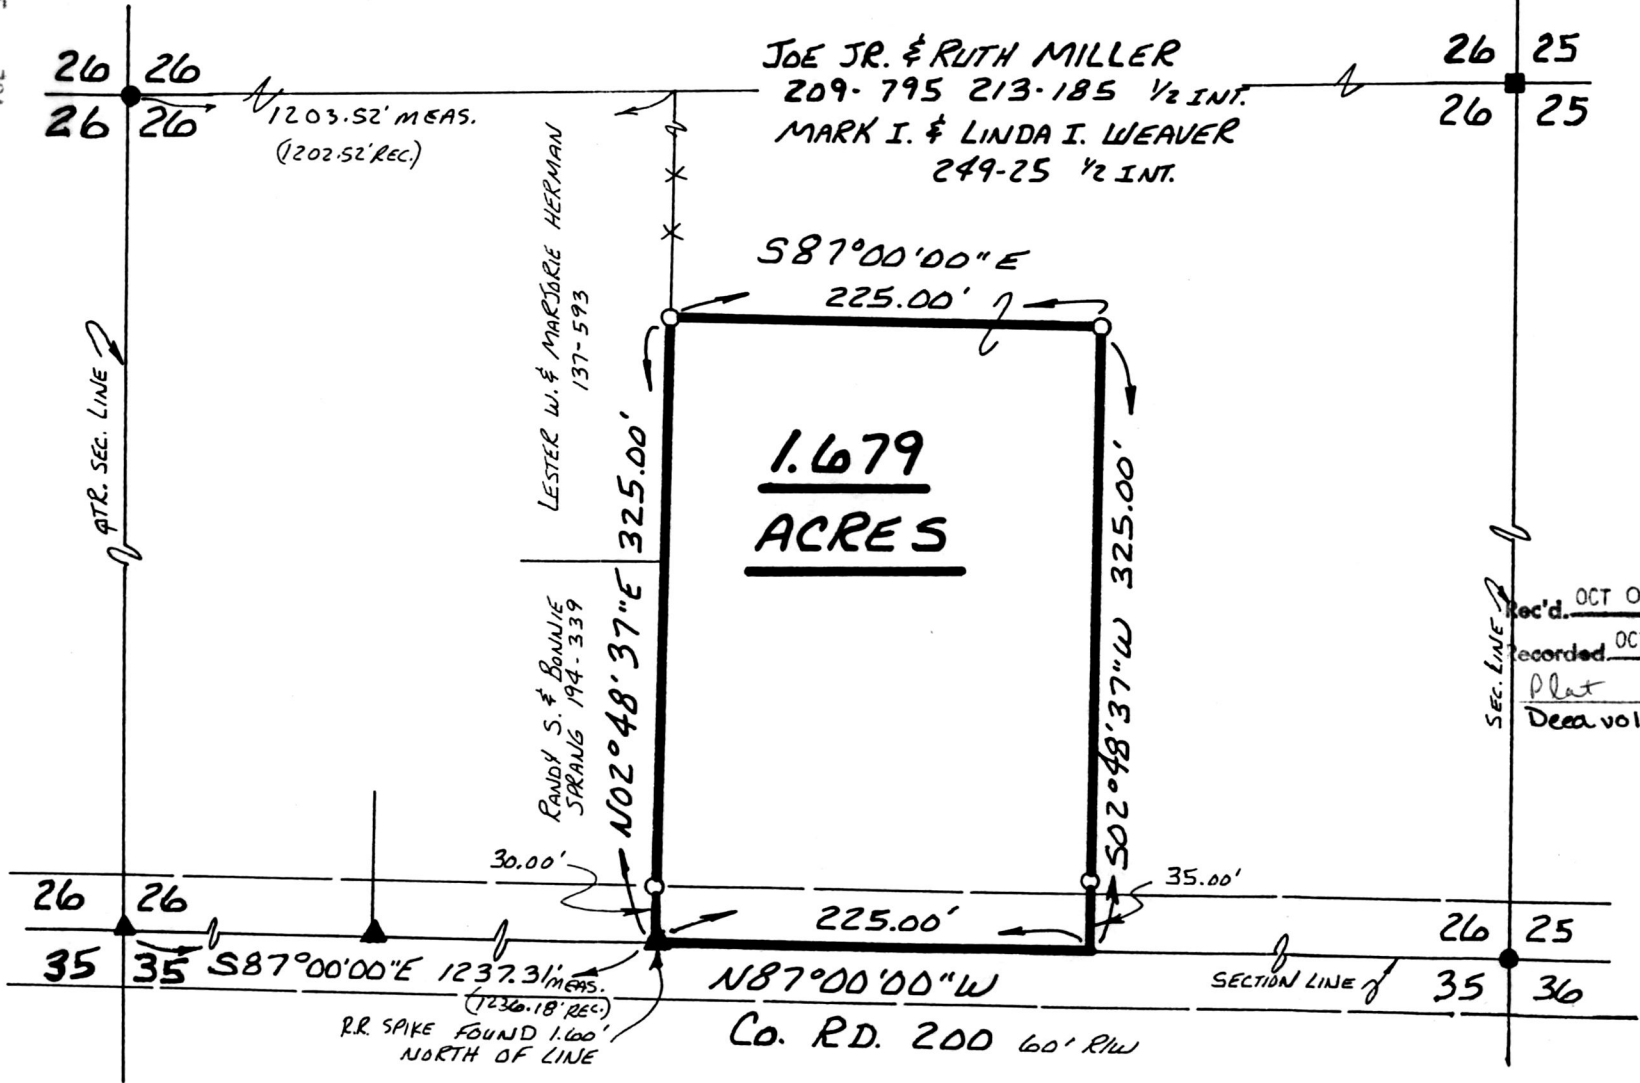 26 26
26 26
1203.52' MEAS.
(1202.52' REC.)
JOE JR. & RUTH MILLER
209-795 213-185 ½ INT.
MARK I. & LINDA I. WEAVER
249-25 ½ INT.
26 25
26 25
LESTER W. & MARJORIE HERMAN
137-593
S87°00'00"E
225.00'
QTR. SEC. LINE
N02°48'37"E 325.00'
1.679
ACRES
S02°48'37"W 325.00'
RANDY S. & BONNIE
SPRANG 194-339
SEC. LINE
Rec'd. OCT
Recorded
Plat
Deed vol
30.00'
35.00'
26 26
35 35
S87°00'00"E 1237.31' MEAS.
(1236.18' REC.)
225.00'
N87°00'00"W
SECTION LINE
26 25
35 36
R.R. SPIKE FOUND 1.60'
NORTH OF LINE
CO. RD. 200 60' R/W